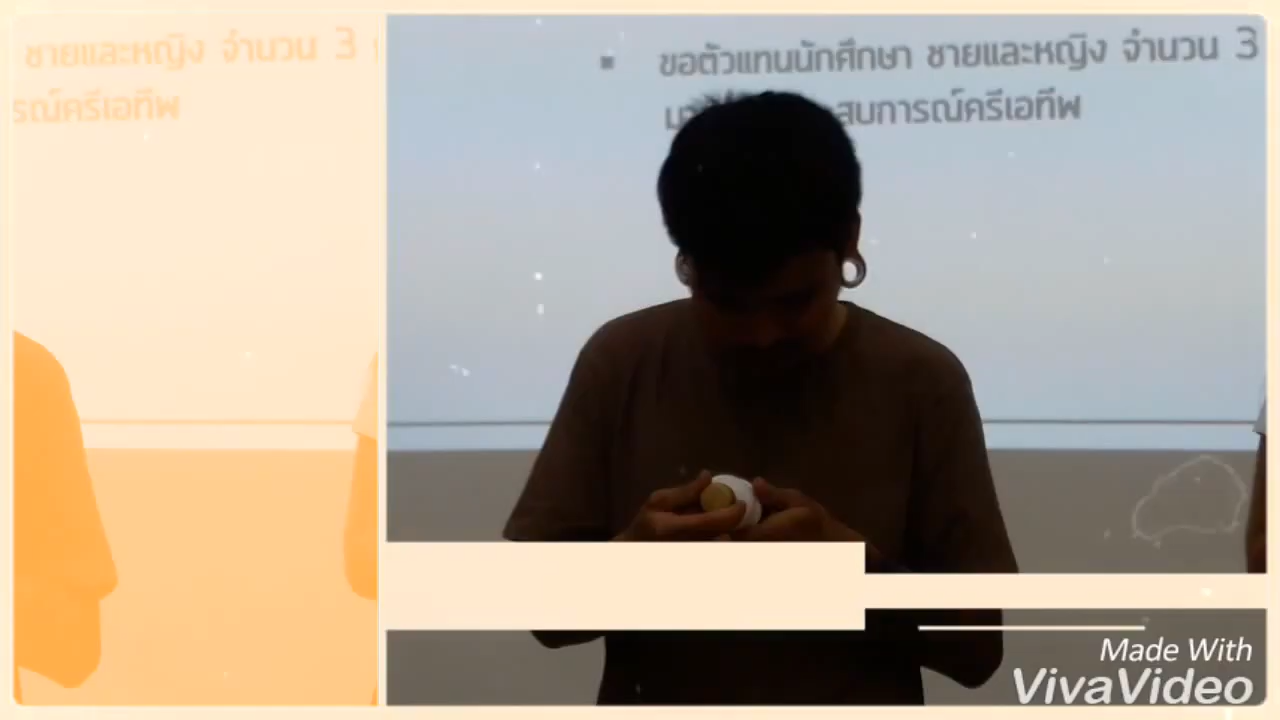 ชายและหญิง จำนวน 3
รณ์ครีเอทีพ
▪ ขอตัวแทนนักศึกษา ชายและหญิง จำนวน 3
สบการณ์ครีเอทีพ
Made With
VivaVideo